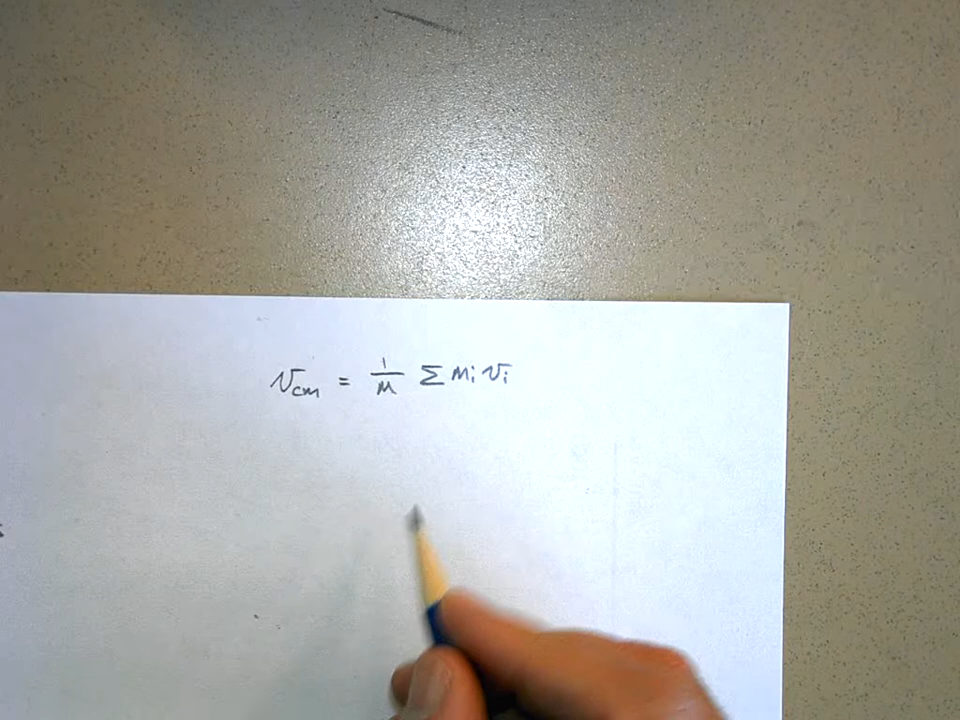 v_cm = 1/M Σ m_i v_i